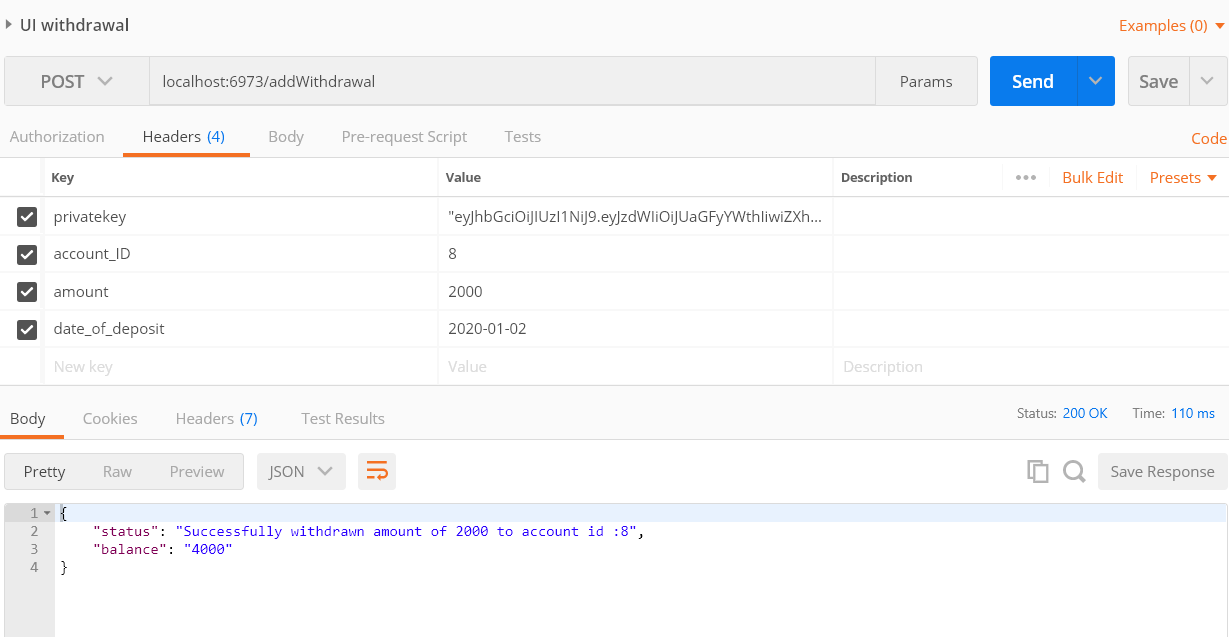 UI withdrawal
Examples (0)
POST localhost:6973/addWithdrawal Params Send Save
Authorization Headers (4) Body Pre-request Script Tests Code
Key Value Description Bulk Edit Presets
privatekey "eyJhbGciOiJIUzI1NiJ9.eyJzdWIiOiJUaGFyYWthIiwiZXh...
account_ID 8
amount 2000
date_of_deposit 2020-01-02
New key Value Description
Body Cookies Headers (7) Test Results Status: 200 OK Time: 110 ms
Pretty Raw Preview JSON Save Response
1 {
2 "status": "Successfully withdrawn amount of 2000 to account id :8",
3 "balance": "4000"
4 }